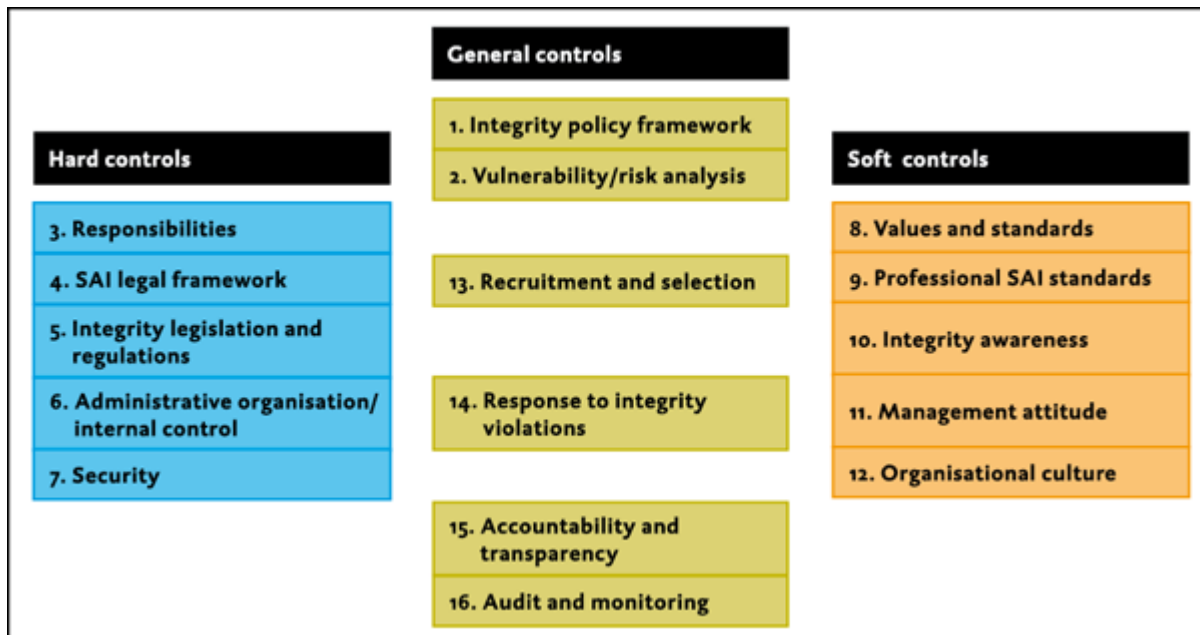 General controls
1. Integrity policy framework
2. Vulnerability/risk analysis
13. Recruitment and selection
14. Response to integrity
violations
15. Accountability and
transparency
16. Audit and monitoring
Hard controls
3. Responsibilities
4. SAI legal framework
5. Integrity legislation and
regulations
6. Administrative organisation/
internal control
7. Security
Soft controls
8. Values and standards
9. Professional SAI standards
10. Integrity awareness
11. Management attitude
12. Organisational culture